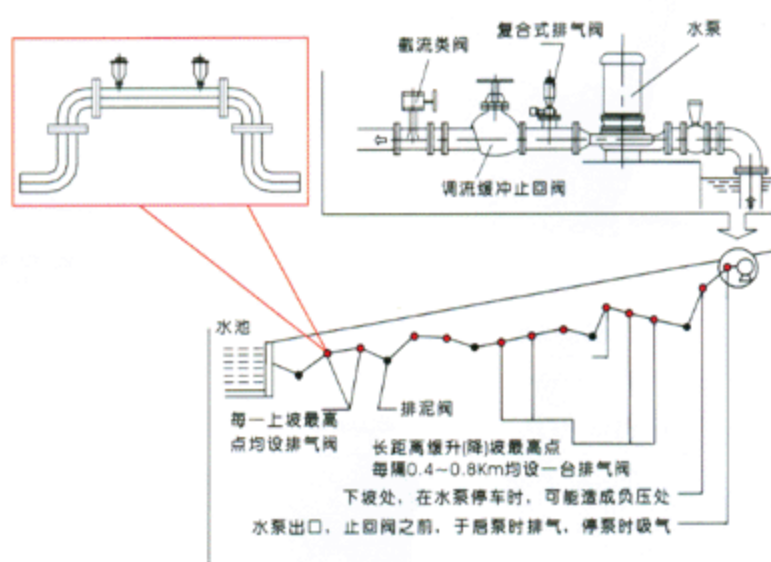 复合式排气阀
水泵
截流类阀
调流缓冲止回阀
水池
每一上坡最高
点均设排气阀
排泥阀
长距离缓升(降)坡最高点
每隔0.4~0.8Km均设一台排气阀
下坡处，在水泵停车时，可能造成负压处
水泵出口，止回阀之前，于启泵时排气，停泵时吸气